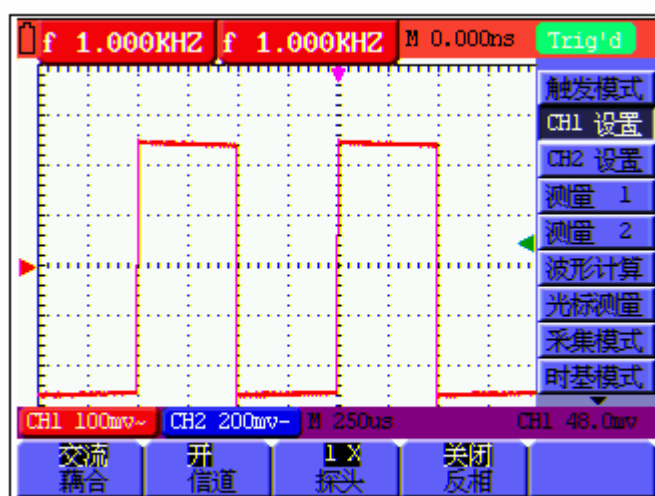 f 1.000KHZ f 1.000KHZ M 0.000ns Trig'd
触发模式
CH1 设置
CH2 设置
测量 1
测量 2
波形计算
光标测量
采集模式
时基模式
CH1 100mv~ CH2 200mv- M 250us CH1 48.0mv
交流 开 1 X 关闭
藕合 信道 探头 反相